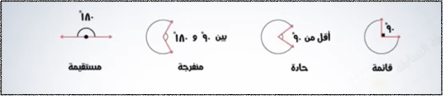 °٩٠
قائمة
أقل من °٩٠
حادة
بين °٩٠ و °١٨٠
منفرجة
°١٨٠
مستقيمة